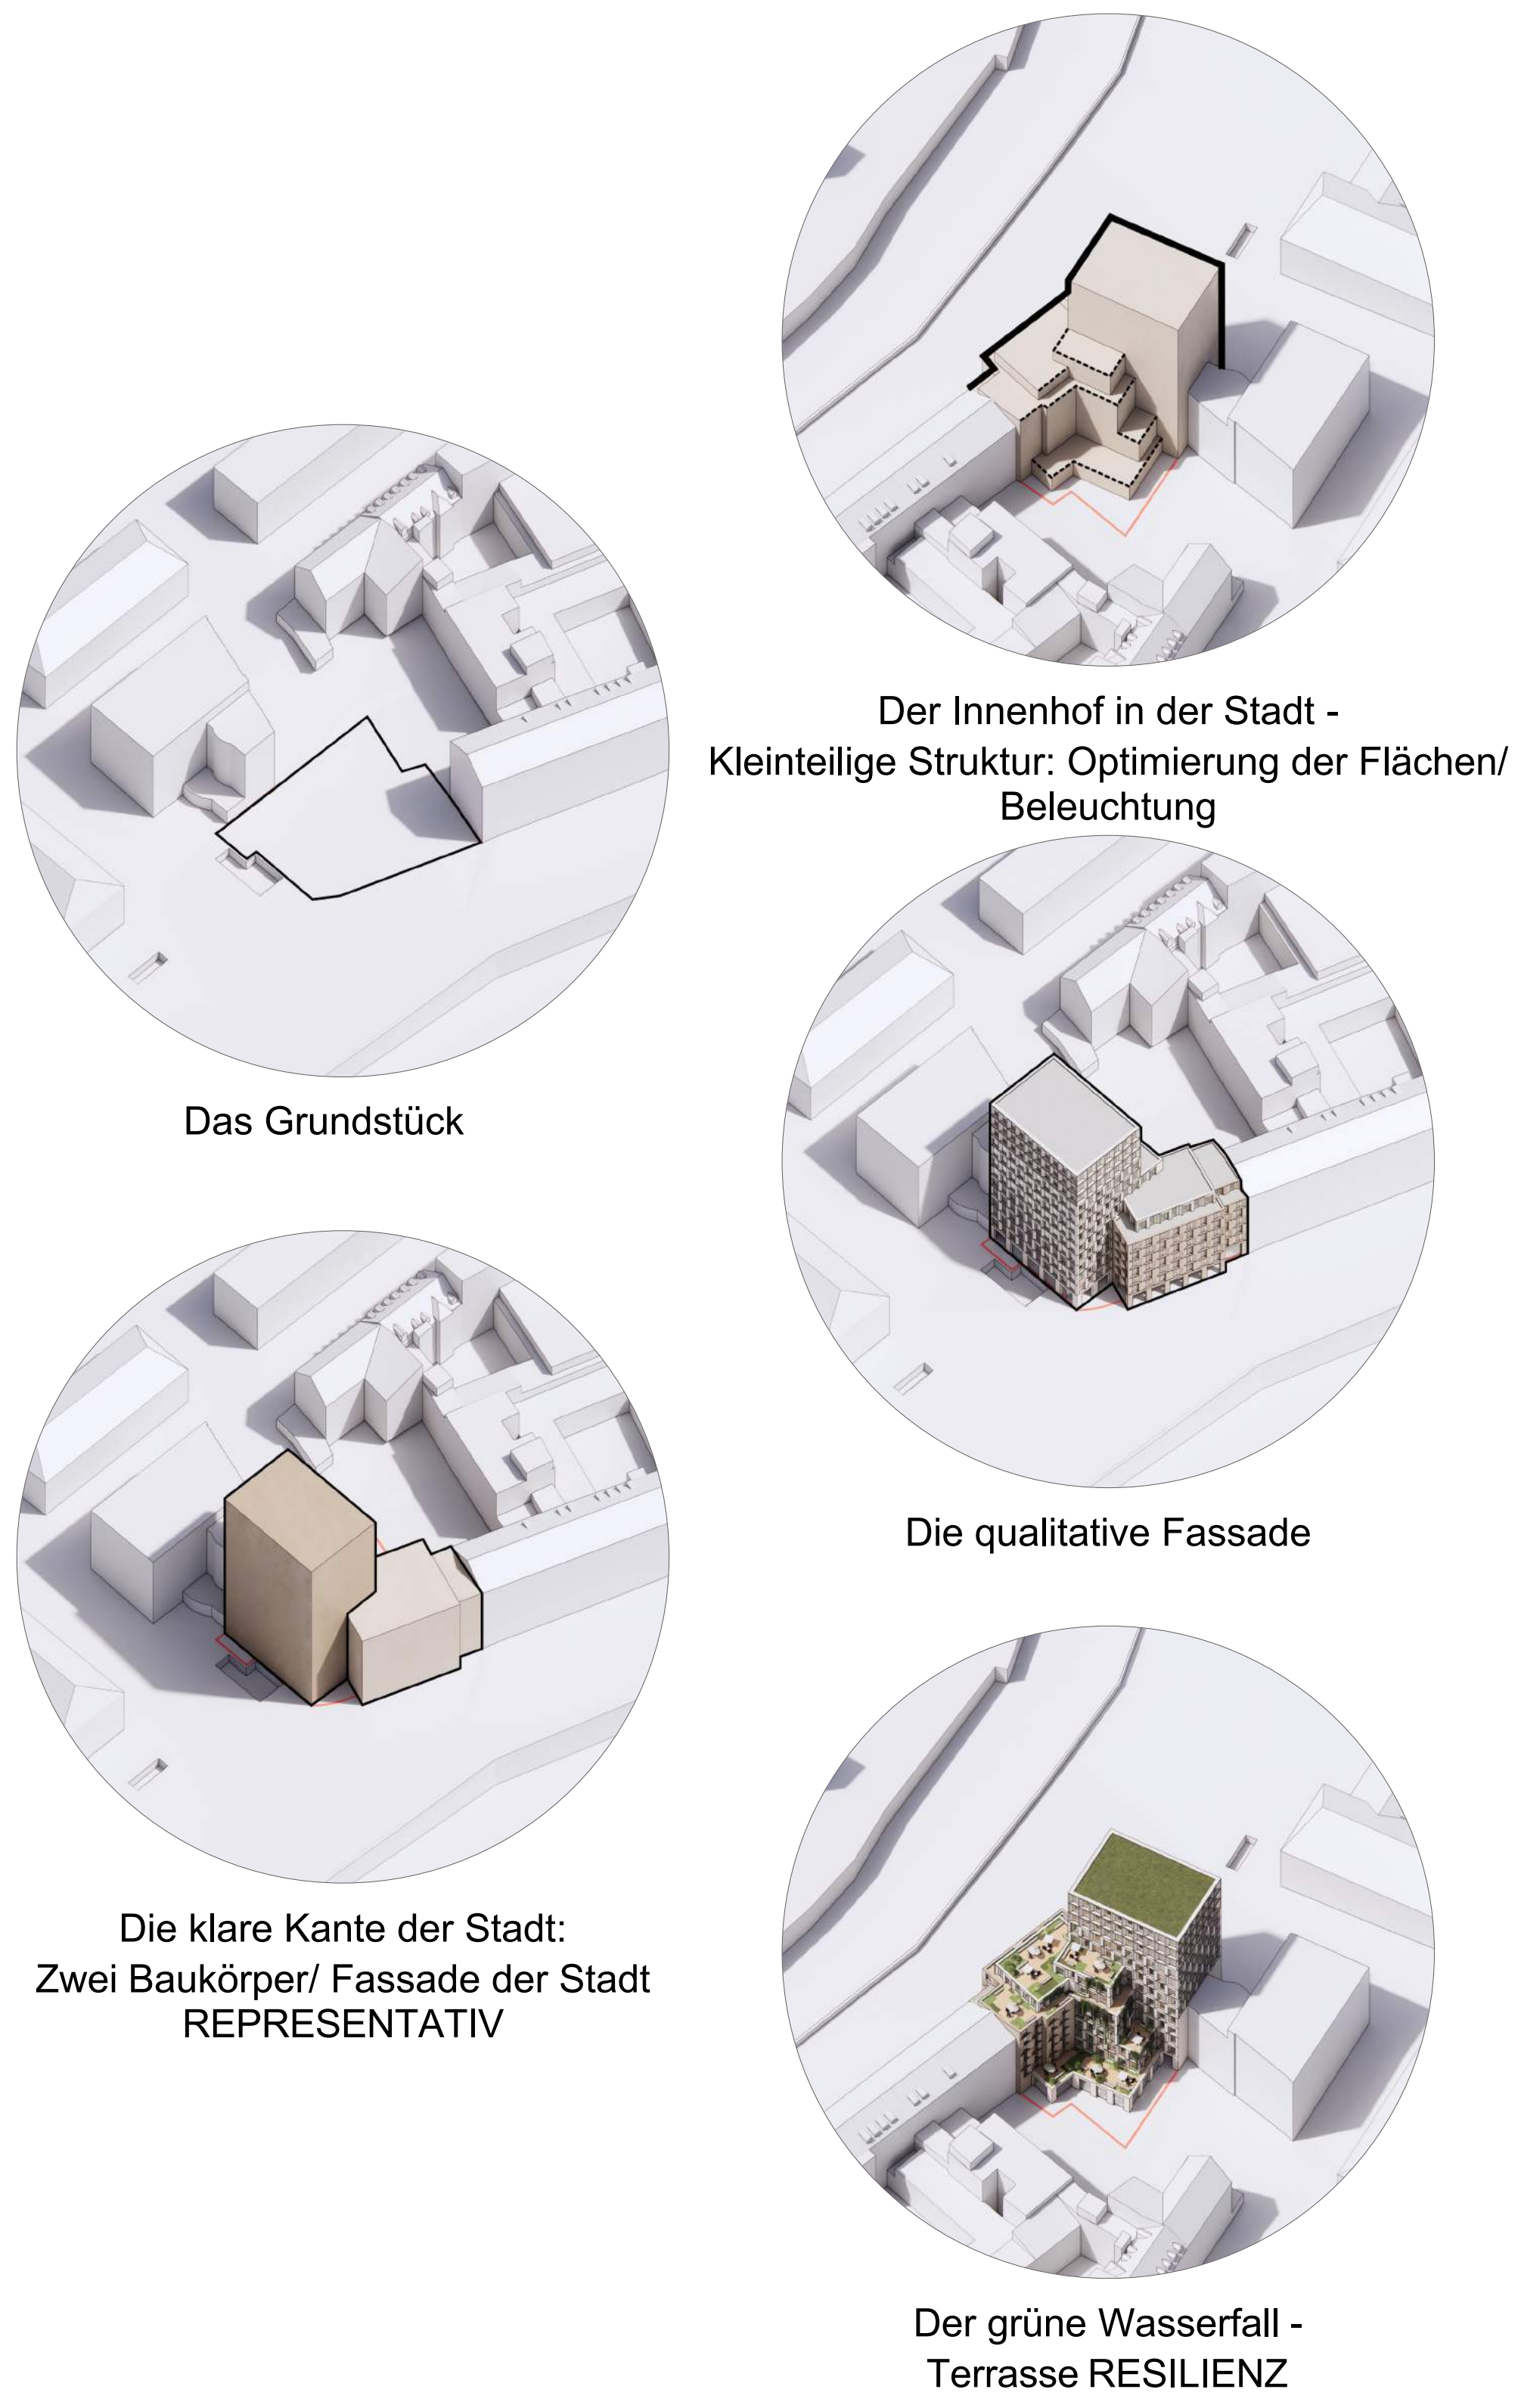 Das Grundstück
Die klare Kante der Stadt:
Zwei Baukörper/ Fassade der Stadt
REPRESENTATIV
Der Innenhof in der Stadt -
Kleinteilige Struktur: Optimierung der Flächen/
Beleuchtung
Die qualitative Fassade
Der grüne Wasserfall -
Terrasse RESILIENZ